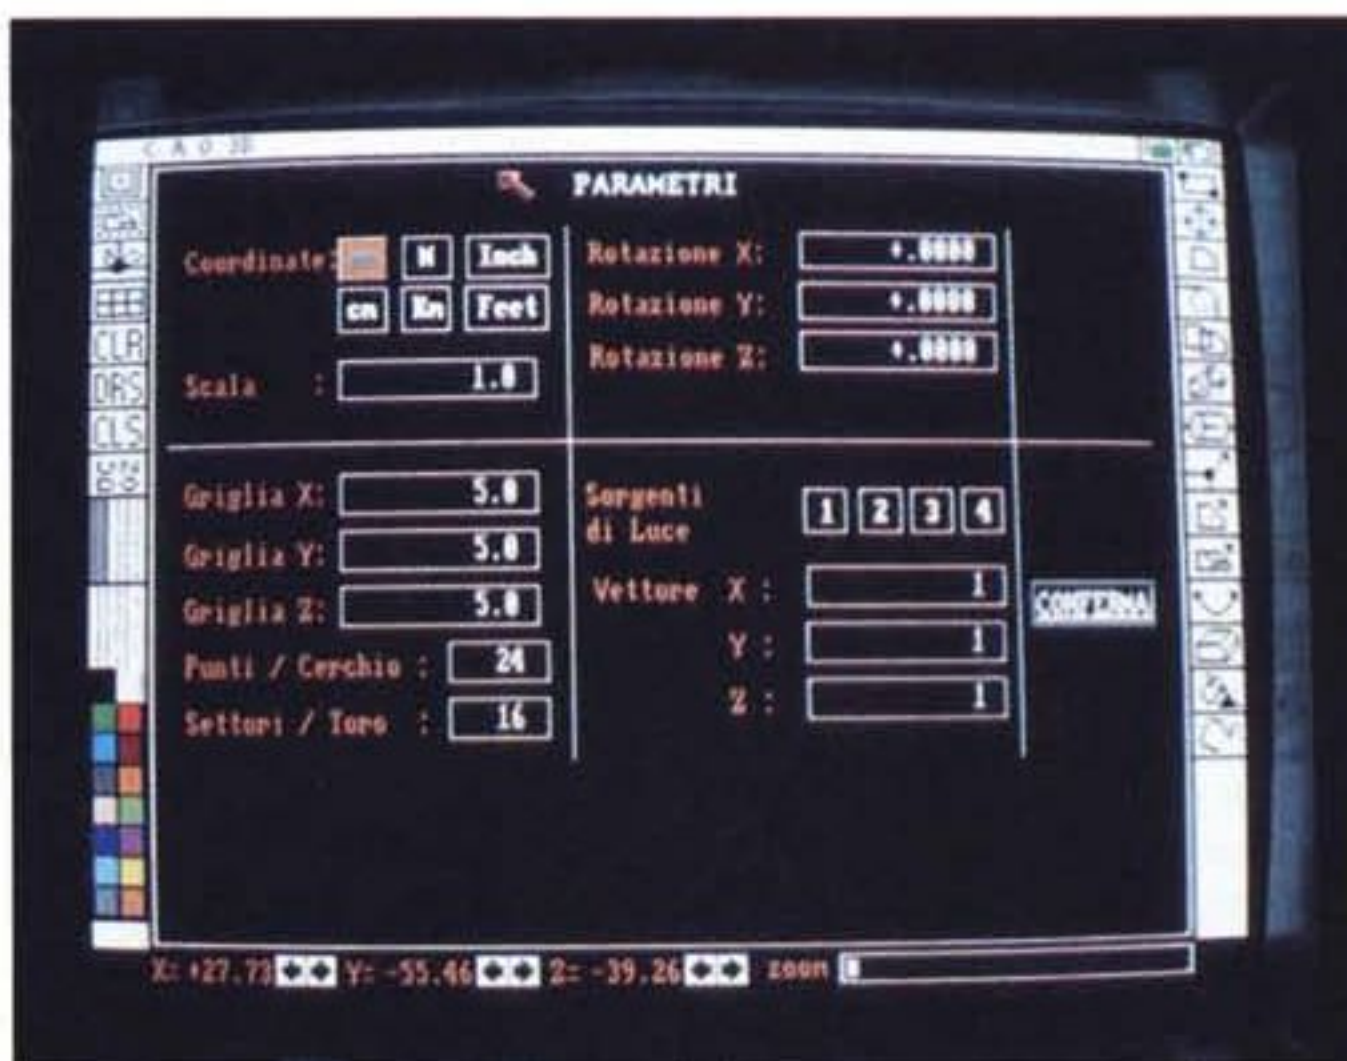 C A D 3D
PARAMETRI
Coordinate: mm M Inch
cm Km Feet
Scala : 1.0
Rotazione X: +.0000
Rotazione Y: +.0000
Rotazione Z: +.0000
CLR
DRS
CLS
Griglia X: 5.0
Griglia Y: 5.0
Griglia Z: 5.0
Punti / Cerchio : 24
Settori / Toro : 16
Sorgenti
di Luce 1 2 3 4
Vettore X : 1
Y : 1
Z : 1
CONFERMA
X= +27.73 Y= -55.46 Z= -39.26 zoom